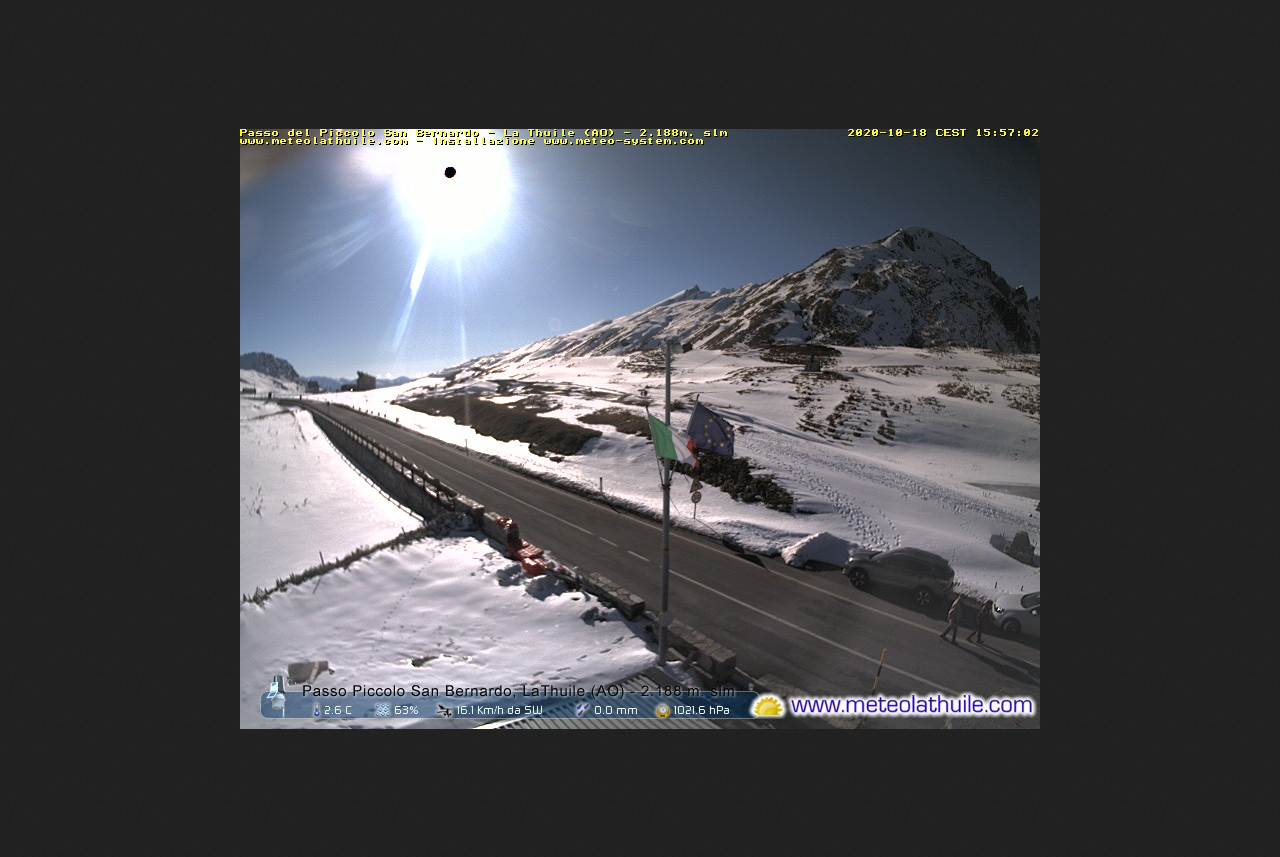 Passo del Piccolo San Bernardo - La Thuile (AO) - 2.188m. slm
2020-10-18 CEST 15:57:02
www.meteolathuile.com - Installazione www.meteo-system.com
Passo Piccolo San Bernardo, LaThuile (AO) - 2.188 m. slm
2.6 C 63% 16.1 Km/h da SW 0.0 mm 1021.6 hPa
www.meteolathuile.com